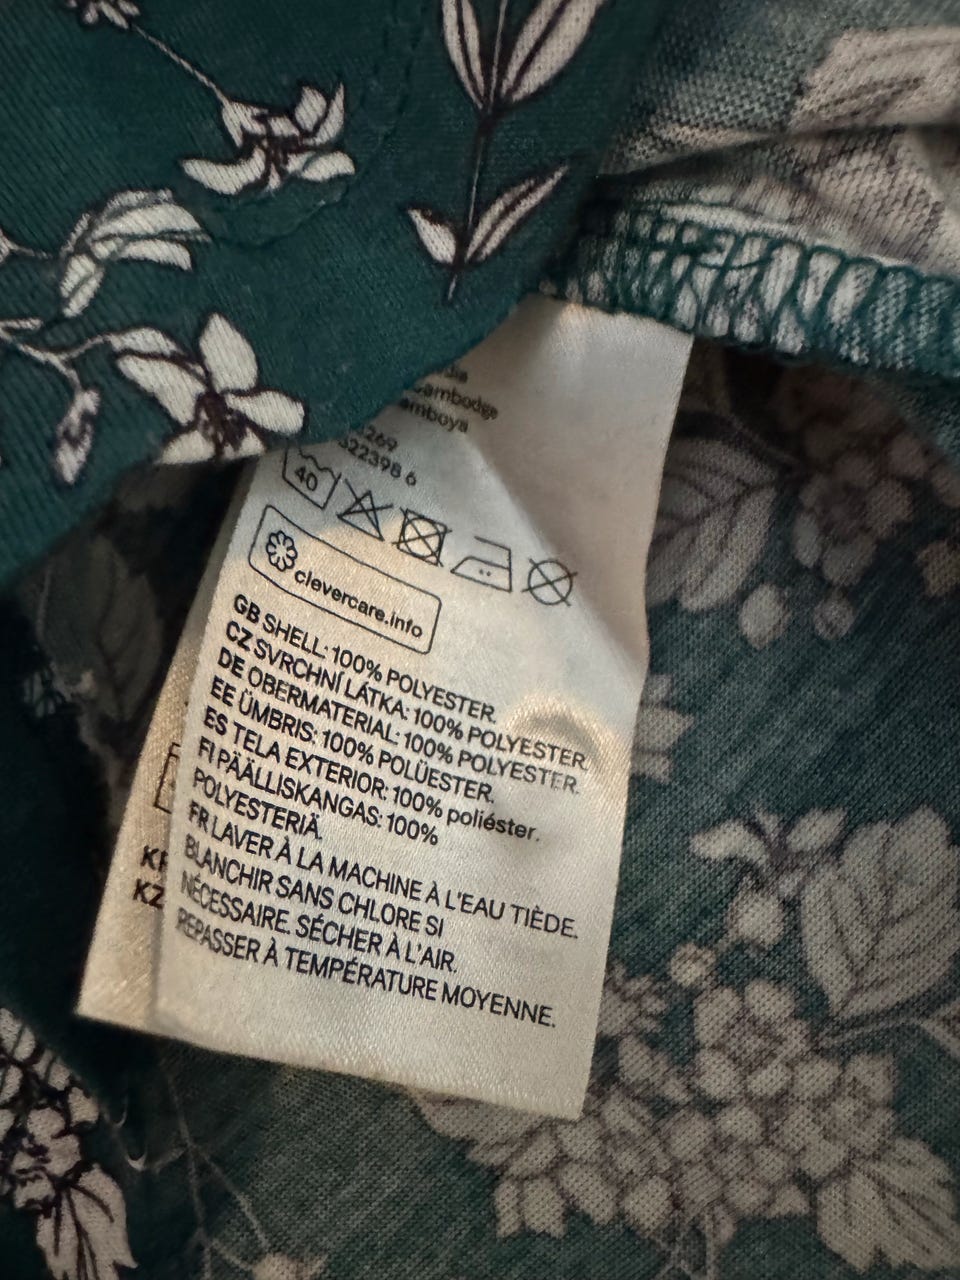 40
clevercare.info
GB SHELL: 100% POLYESTER.
CZ SVRCHNÍ LÁTKA: 100% POLYESTER.
DE OBERMATERIAL: 100% POLYESTER.
EE ÜMBRIS: 100% POLÜESTER.
ES TELA EXTERIOR: 100% poliéster.
FI PÄÄLLISKANGAS: 100%
POLYESTERIÄ.
FR LAVER À LA MACHINE À L'EAU TIÈDE.
BLANCHIR SANS CHLORE SI
NÉCESSAIRE. SÉCHER À L'AIR.
REPASSER À TEMPÉRATURE MOYENNE.
KZ